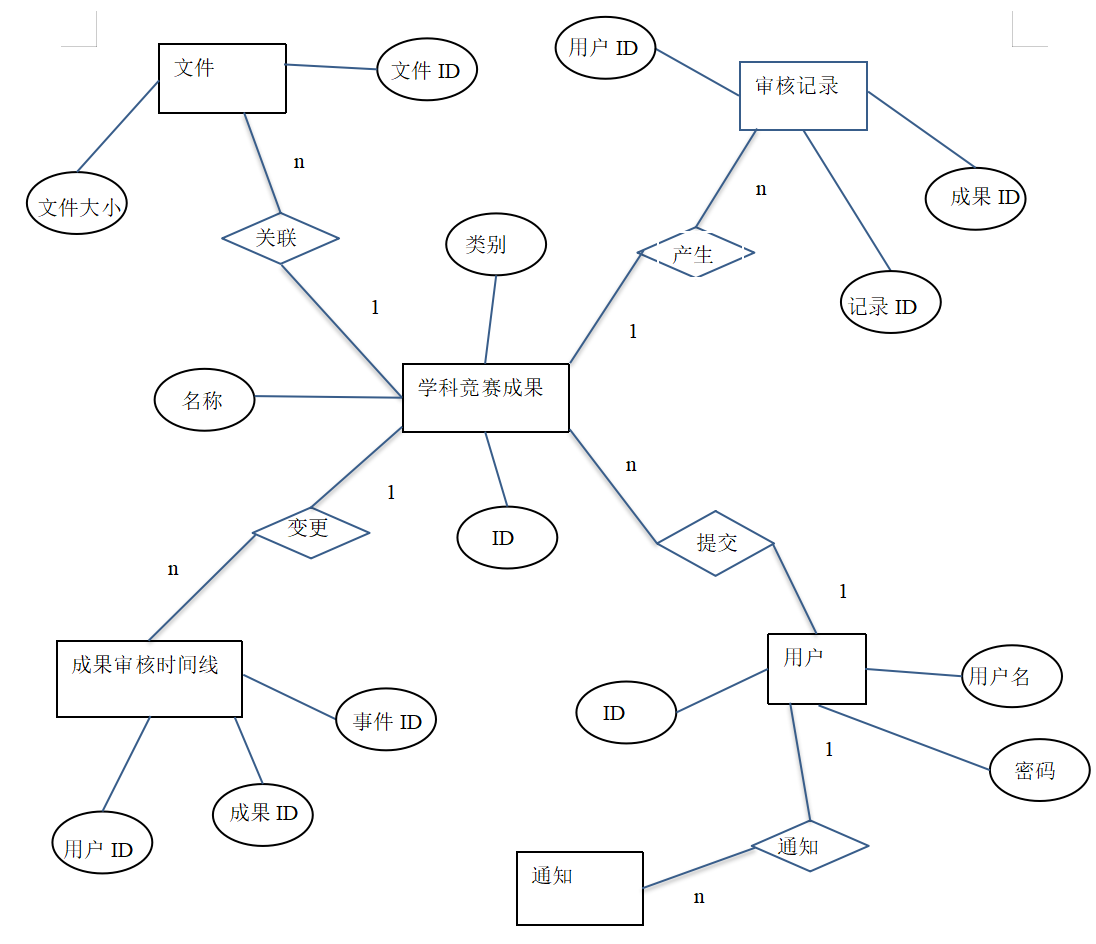 用户 ID
文件
文件 ID
审核记录
n
n
文件大小
成果 ID
关联
类别
产生
1
记录 ID
1
学科竞赛成果
名称
n
1
变更
ID
提交
n
1
成果审核时间线
用户
用户名
事件 ID
ID
1
密码
成果 ID
用户 ID
通知
通知
n